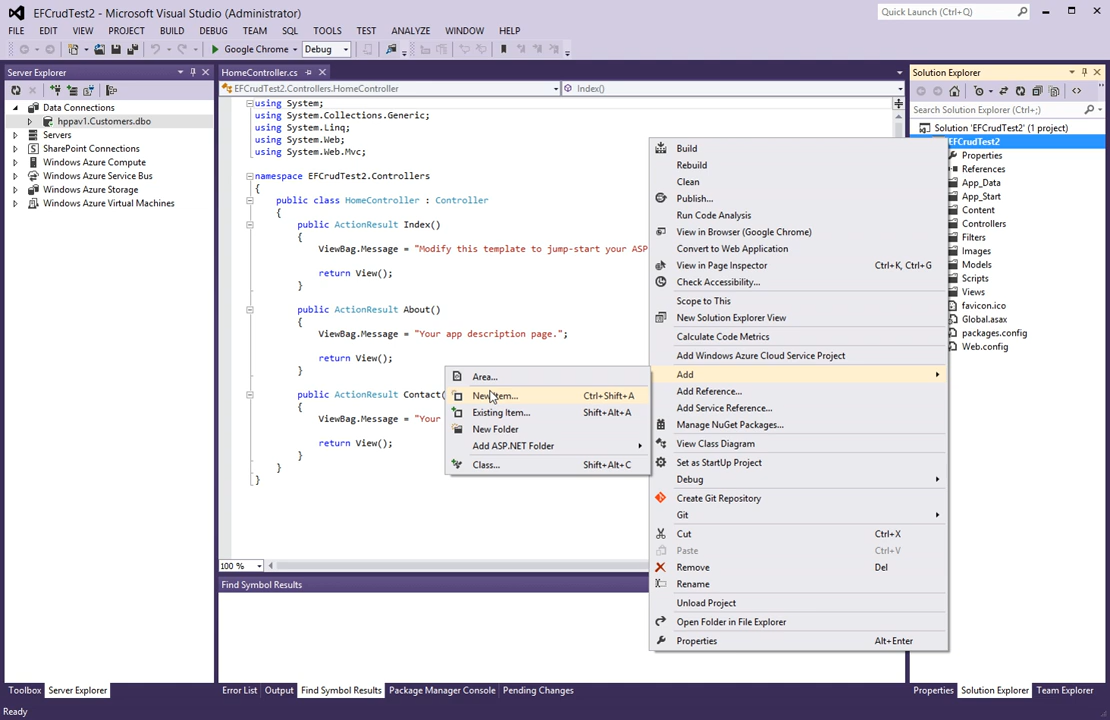 EFCrudTest2 - Microsoft Visual Studio (Administrator)
Quick Launch (Ctrl+Q)
FILE EDIT VIEW PROJECT BUILD DEBUG TEAM SQL TOOLS TEST ANALYZE WINDOW HELP
Google Chrome Debug
Server Explorer
Data Connections
hppav1.Customers.dbo
Servers
SharePoint Connections
Windows Azure Compute
Windows Azure Service Bus
Windows Azure Storage
Windows Azure Virtual Machines
HomeController.cs
EFCrudTest2.Controllers.HomeController
Index()
using System;
using System.Collections.Generic;
using System.Linq;
using System.Web;
using System.Web.Mvc;
namespace EFCrudTest2.Controllers
{
public class HomeController : Controller
{
public ActionResult Index()
{
ViewBag.Message = "Modify this template to jump-start your ASP
return View();
}
public ActionResult About()
{
ViewBag.Message = "Your app description page.";
return View();
}
public ActionResult Contact(
{
ViewBag.Message = "Your
return View();
}
}
}
100 %
Find Symbol Results
Area...
New Item... Ctrl+Shift+A
Existing Item... Shift+Alt+A
New Folder
Add ASP.NET Folder
Class... Shift+Alt+C
Build
Rebuild
Clean
Publish...
Run Code Analysis
View in Browser (Google Chrome)
Convert to Web Application
View in Page Inspector Ctrl+K, Ctrl+G
Check Accessibility...
Scope to This
New Solution Explorer View
Calculate Code Metrics
Add Windows Azure Cloud Service Project
Add
Add Reference...
Add Service Reference...
Manage NuGet Packages...
View Class Diagram
Set as StartUp Project
Debug
Create Git Repository
Git
Cut Ctrl+X
Paste Ctrl+V
Remove Del
Rename
Unload Project
Open Folder in File Explorer
Properties Alt+Enter
Solution Explorer
Search Solution Explorer (Ctrl+;)
Solution 'EFCrudTest2' (1 project)
EFCrudTest2
Properties
References
App_Data
App_Start
Content
Controllers
Filters
Images
Models
Scripts
Views
favicon.ico
Global.asax
packages.config
Web.config
Toolbox Server Explorer
Error List Output Find Symbol Results Package Manager Console Pending Changes
Properties Solution Explorer Team Explorer
Ready